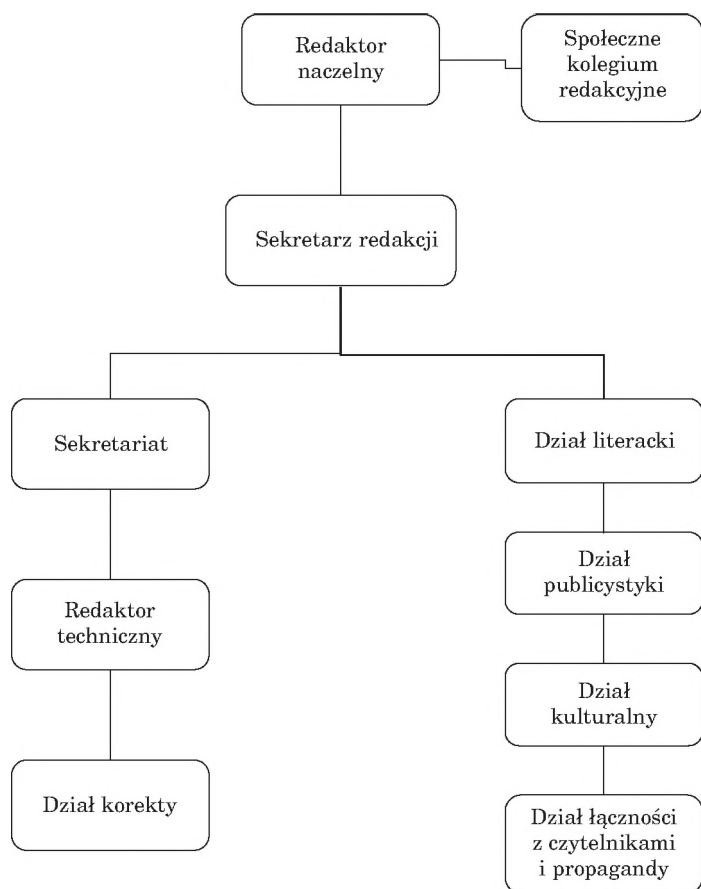 Redaktor
naczelny
Społeczne
kolegium
redakcyjne
Sekretarz redakcji
Sekretariat
Dział literacki
Redaktor
techniczny
Dział
publicystyki
Dział
kulturalny
Dział korekty
Dział łączności
z czytelnikami
i propagandy